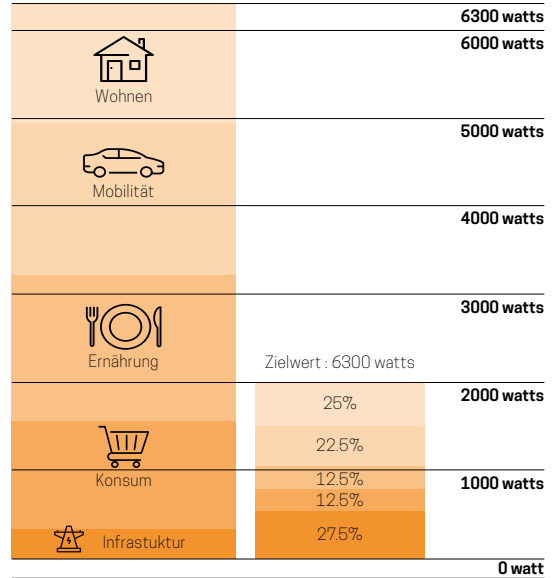 6300 watts
6000 watts
Wohnen
5000 watts
Mobilität
4000 watts
3000 watts
Ernährung
Zielwert : 6300 watts
2000 watts
25%
22.5%
Konsum
12.5%
1000 watts
12.5%
Infrastuktur
27.5%
0 watt